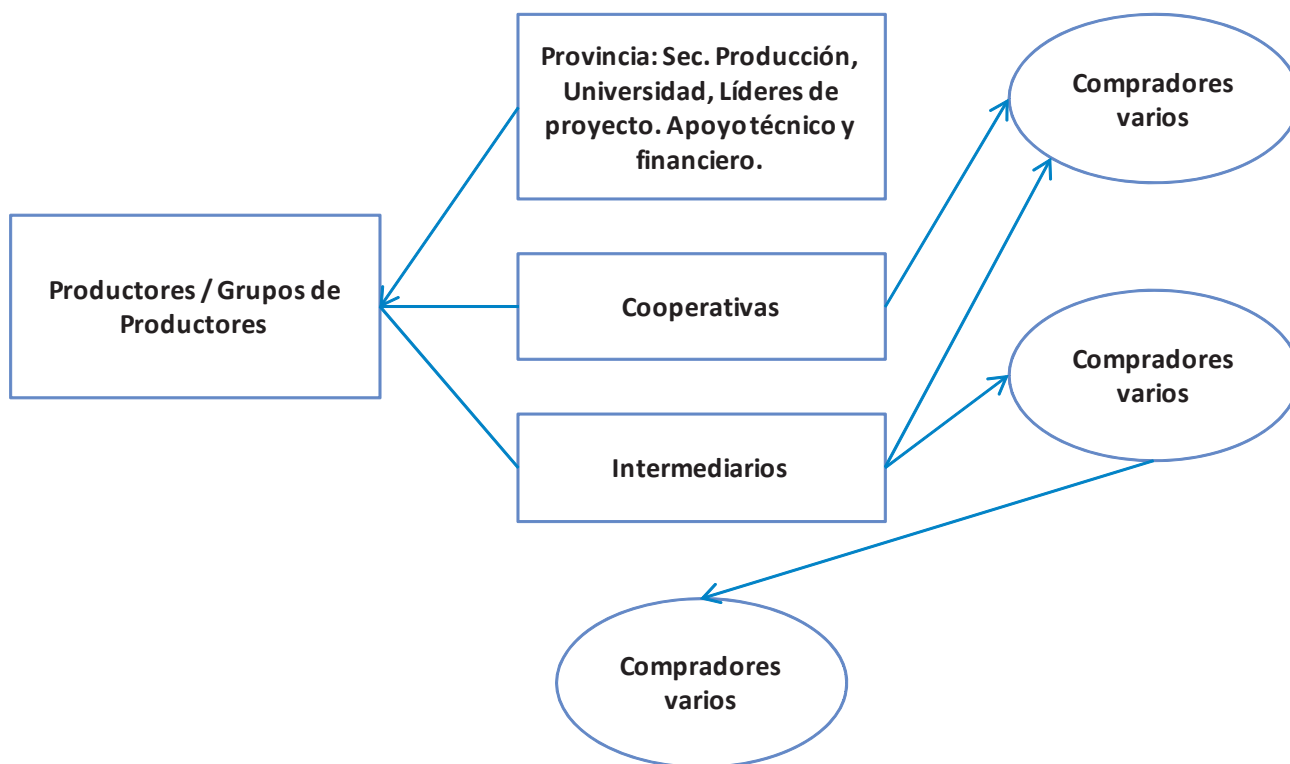 Provincia: Sec. Producción,
Universidad, Líderes de
proyecto. Apoyo técnico y
financiero.
Compradores
varios
Productores / Grupos de
Productores
Cooperativas
Compradores
varios
Intermediarios
Compradores
varios